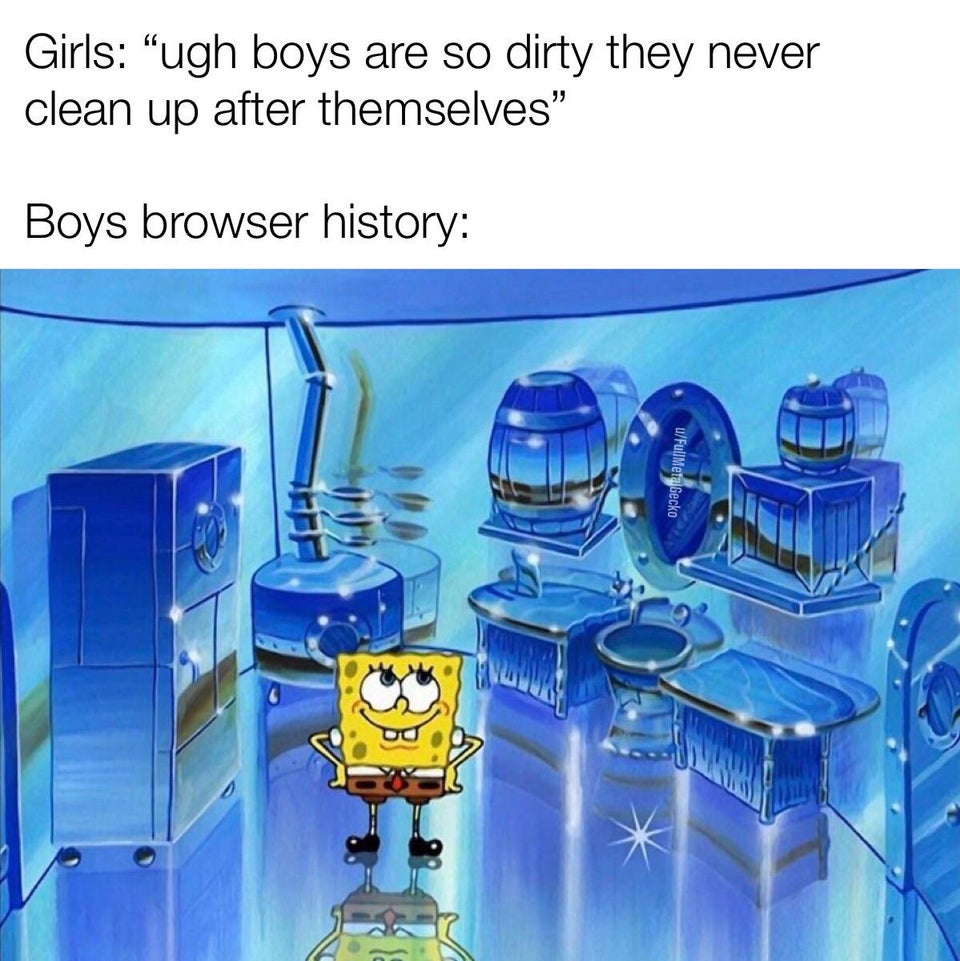 Girls: “ugh boys are so dirty they never
clean up after themselves”
Boys browser history:
u/FullMetalGecko